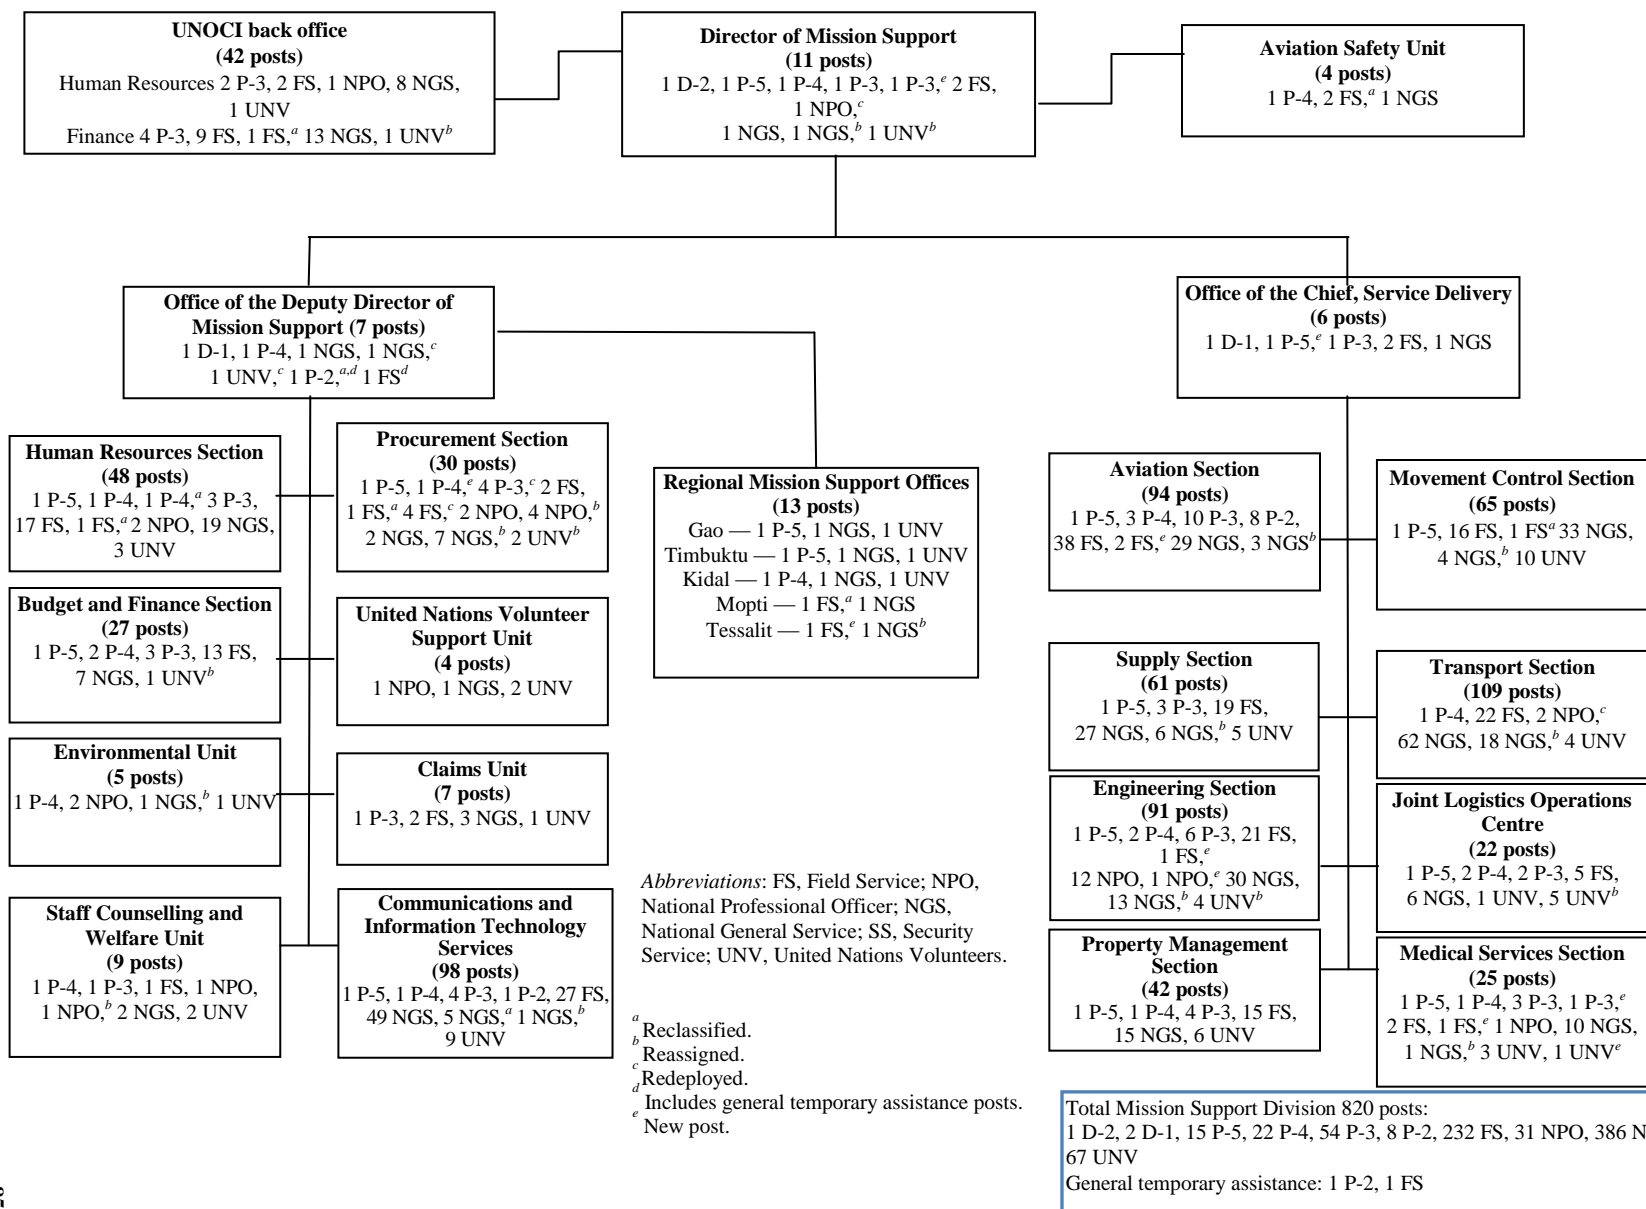 UNOCI back office
(42 posts)
Human Resources 2 P-3, 2 FS, 1 NPO, 8 NGS,
1 UNV
Finance 4 P-3, 9 FS, 1 FS,a 13 NGS, 1 UNVb
Director of Mission Support
(11 posts)
1 D-2, 1 P-5, 1 P-4, 1 P-3, 1 P-3,e 2 FS,
1 NPO,c
1 NGS, 1 NGS,b 1 UNVb
Aviation Safety Unit
(4 posts)
1 P-4, 2 FS,a 1 NGS
Office of the Deputy Director of
Mission Support (7 posts)
1 D-1, 1 P-4, 1 NGS, 1 NGS,c
1 UNV,c 1 P-2,a,d 1 FSd
Office of the Chief, Service Delivery
(6 posts)
1 D-1, 1 P-5,e 1 P-3, 2 FS, 1 NGS
Human Resources Section
(48 posts)
1 P-5, 1 P-4, 1 P-4,a 3 P-3,
17 FS, 1 FS,a 2 NPO, 19 NGS,
3 UNV
Procurement Section
(30 posts)
1 P-5, 1 P-4,e 4 P-3,c 2 FS,
1 FS,a 4 FS,c 2 NPO, 4 NPO,b
2 NGS, 7 NGS,b 2 UNVb
Regional Mission Support Offices
(13 posts)
Gao — 1 P-5, 1 NGS, 1 UNV
Timbuktu — 1 P-5, 1 NGS, 1 UNV
Kidal — 1 P-4, 1 NGS, 1 UNV
Mopti — 1 FS,a 1 NGS
Tessalit — 1 FS,e 1 NGSb
Aviation Section
(94 posts)
1 P-5, 3 P-4, 10 P-3, 8 P-2,
38 FS, 2 FS,e 29 NGS, 3 NGSb
Movement Control Section
(65 posts)
1 P-5, 16 FS, 1 FSa 33 NGS,
4 NGS,b 10 UNV
Budget and Finance Section
(27 posts)
1 P-5, 2 P-4, 3 P-3, 13 FS,
7 NGS, 1 UNVb
United Nations Volunteer
Support Unit
(4 posts)
1 NPO, 1 NGS, 2 UNV
Supply Section
(61 posts)
1 P-5, 3 P-3, 19 FS,
27 NGS, 6 NGS,b 5 UNV
Transport Section
(109 posts)
1 P-4, 22 FS, 2 NPO,c
62 NGS, 18 NGS,b 4 UNV
Environmental Unit
(5 posts)
1 P-4, 2 NPO, 1 NGS,b 1 UNV
Claims Unit
(7 posts)
1 P-3, 2 FS, 3 NGS, 1 UNV
Engineering Section
(91 posts)
1 P-5, 2 P-4, 6 P-3, 21 FS,
1 FS,e
12 NPO, 1 NPO,e 30 NGS,
13 NGS,b 4 UNVb
Joint Logistics Operations
Centre
(22 posts)
1 P-5, 2 P-4, 2 P-3, 5 FS,
6 NGS, 1 UNV, 5 UNVb
Staff Counselling and
Welfare Unit
(9 posts)
1 P-4, 1 P-3, 1 FS, 1 NPO,
1 NPO,b 2 NGS, 2 UNV
Communications and
Information Technology
Services
(98 posts)
1 P-5, 1 P-4, 4 P-3, 1 P-2, 27 FS,
49 NGS, 5 NGS,a 1 NGS,b
9 UNV
Abbreviations: FS, Field Service; NPO,
National Professional Officer; NGS,
National General Service; SS, Security
Service; UNV, United Nations Volunteers.
a Reclassified.
b Reassigned.
c Redeployed.
d Includes general temporary assistance posts.
e New post.
Property Management
Section
(42 posts)
1 P-5, 1 P-4, 4 P-3, 15 FS,
15 NGS, 6 UNV
Medical Services Section
(25 posts)
1 P-5, 1 P-4, 3 P-3, 1 P-3,e
2 FS, 1 FS,e 1 NPO, 10 NGS,
1 NGS,b 3 UNV, 1 UNVe
Total Mission Support Division 820 posts:
1 D-2, 2 D-1, 15 P-5, 22 P-4, 54 P-3, 8 P-2, 232 FS, 31 NPO, 386 N
67 UNV
General temporary assistance: 1 P-2, 1 FS